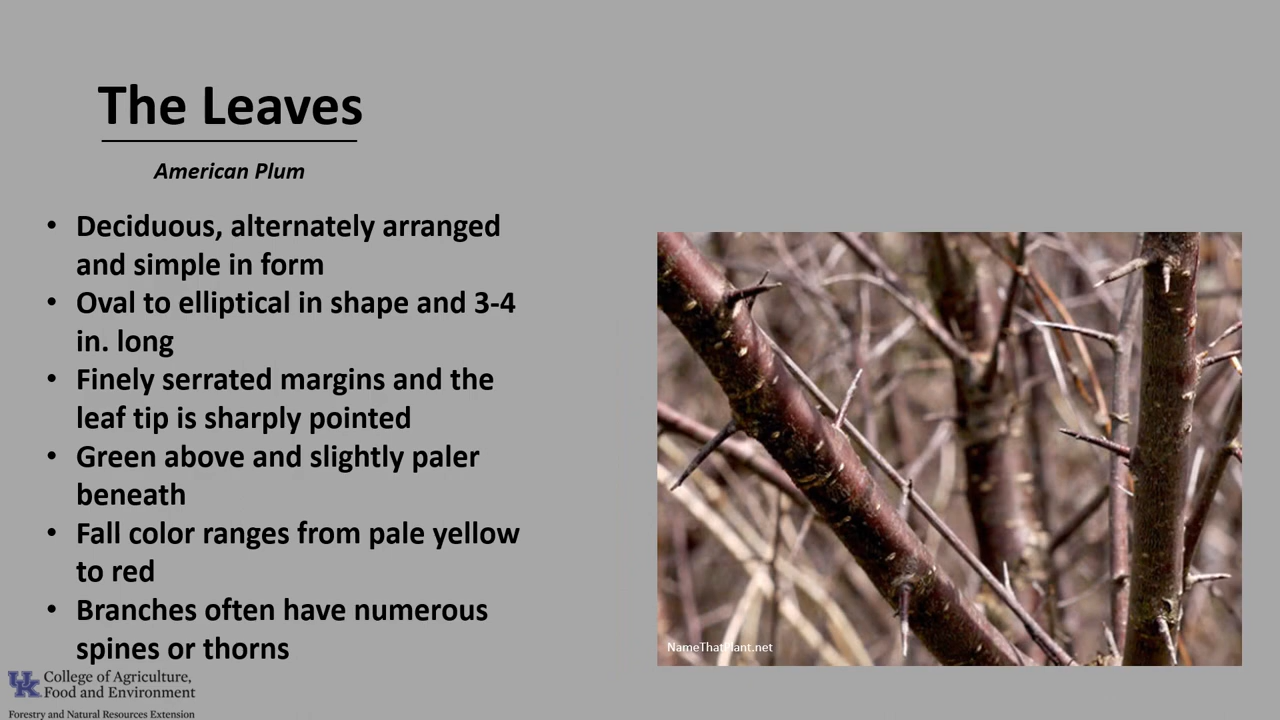 The Leaves
American Plum
• Deciduous, alternately arranged
and simple in form
• Oval to elliptical in shape and 3-4
in. long
• Finely serrated margins and the
leaf tip is sharply pointed
• Green above and slightly paler
beneath
• Fall color ranges from pale yellow
to red
• Branches often have numerous
spines or thorns
NameThatPlant.net
UK College of Agriculture,
Food and Environment
Forestry and Natural Resources Extension